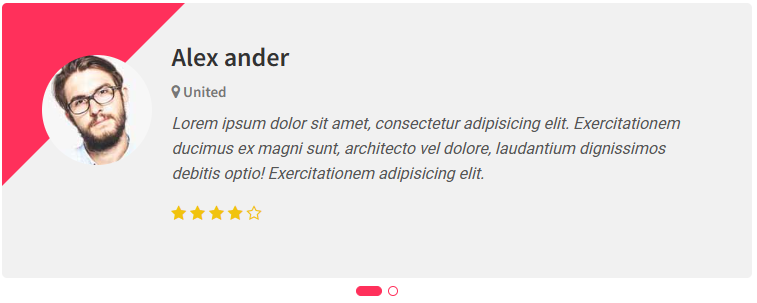 Alex ander
United
Lorem ipsum dolor sit amet, consectetur adipisicing elit. Exercitationem
ducimus ex magni sunt, architecto vel dolore, laudantium dignissimos
debitis optio! Exercitationem adipisicing elit.